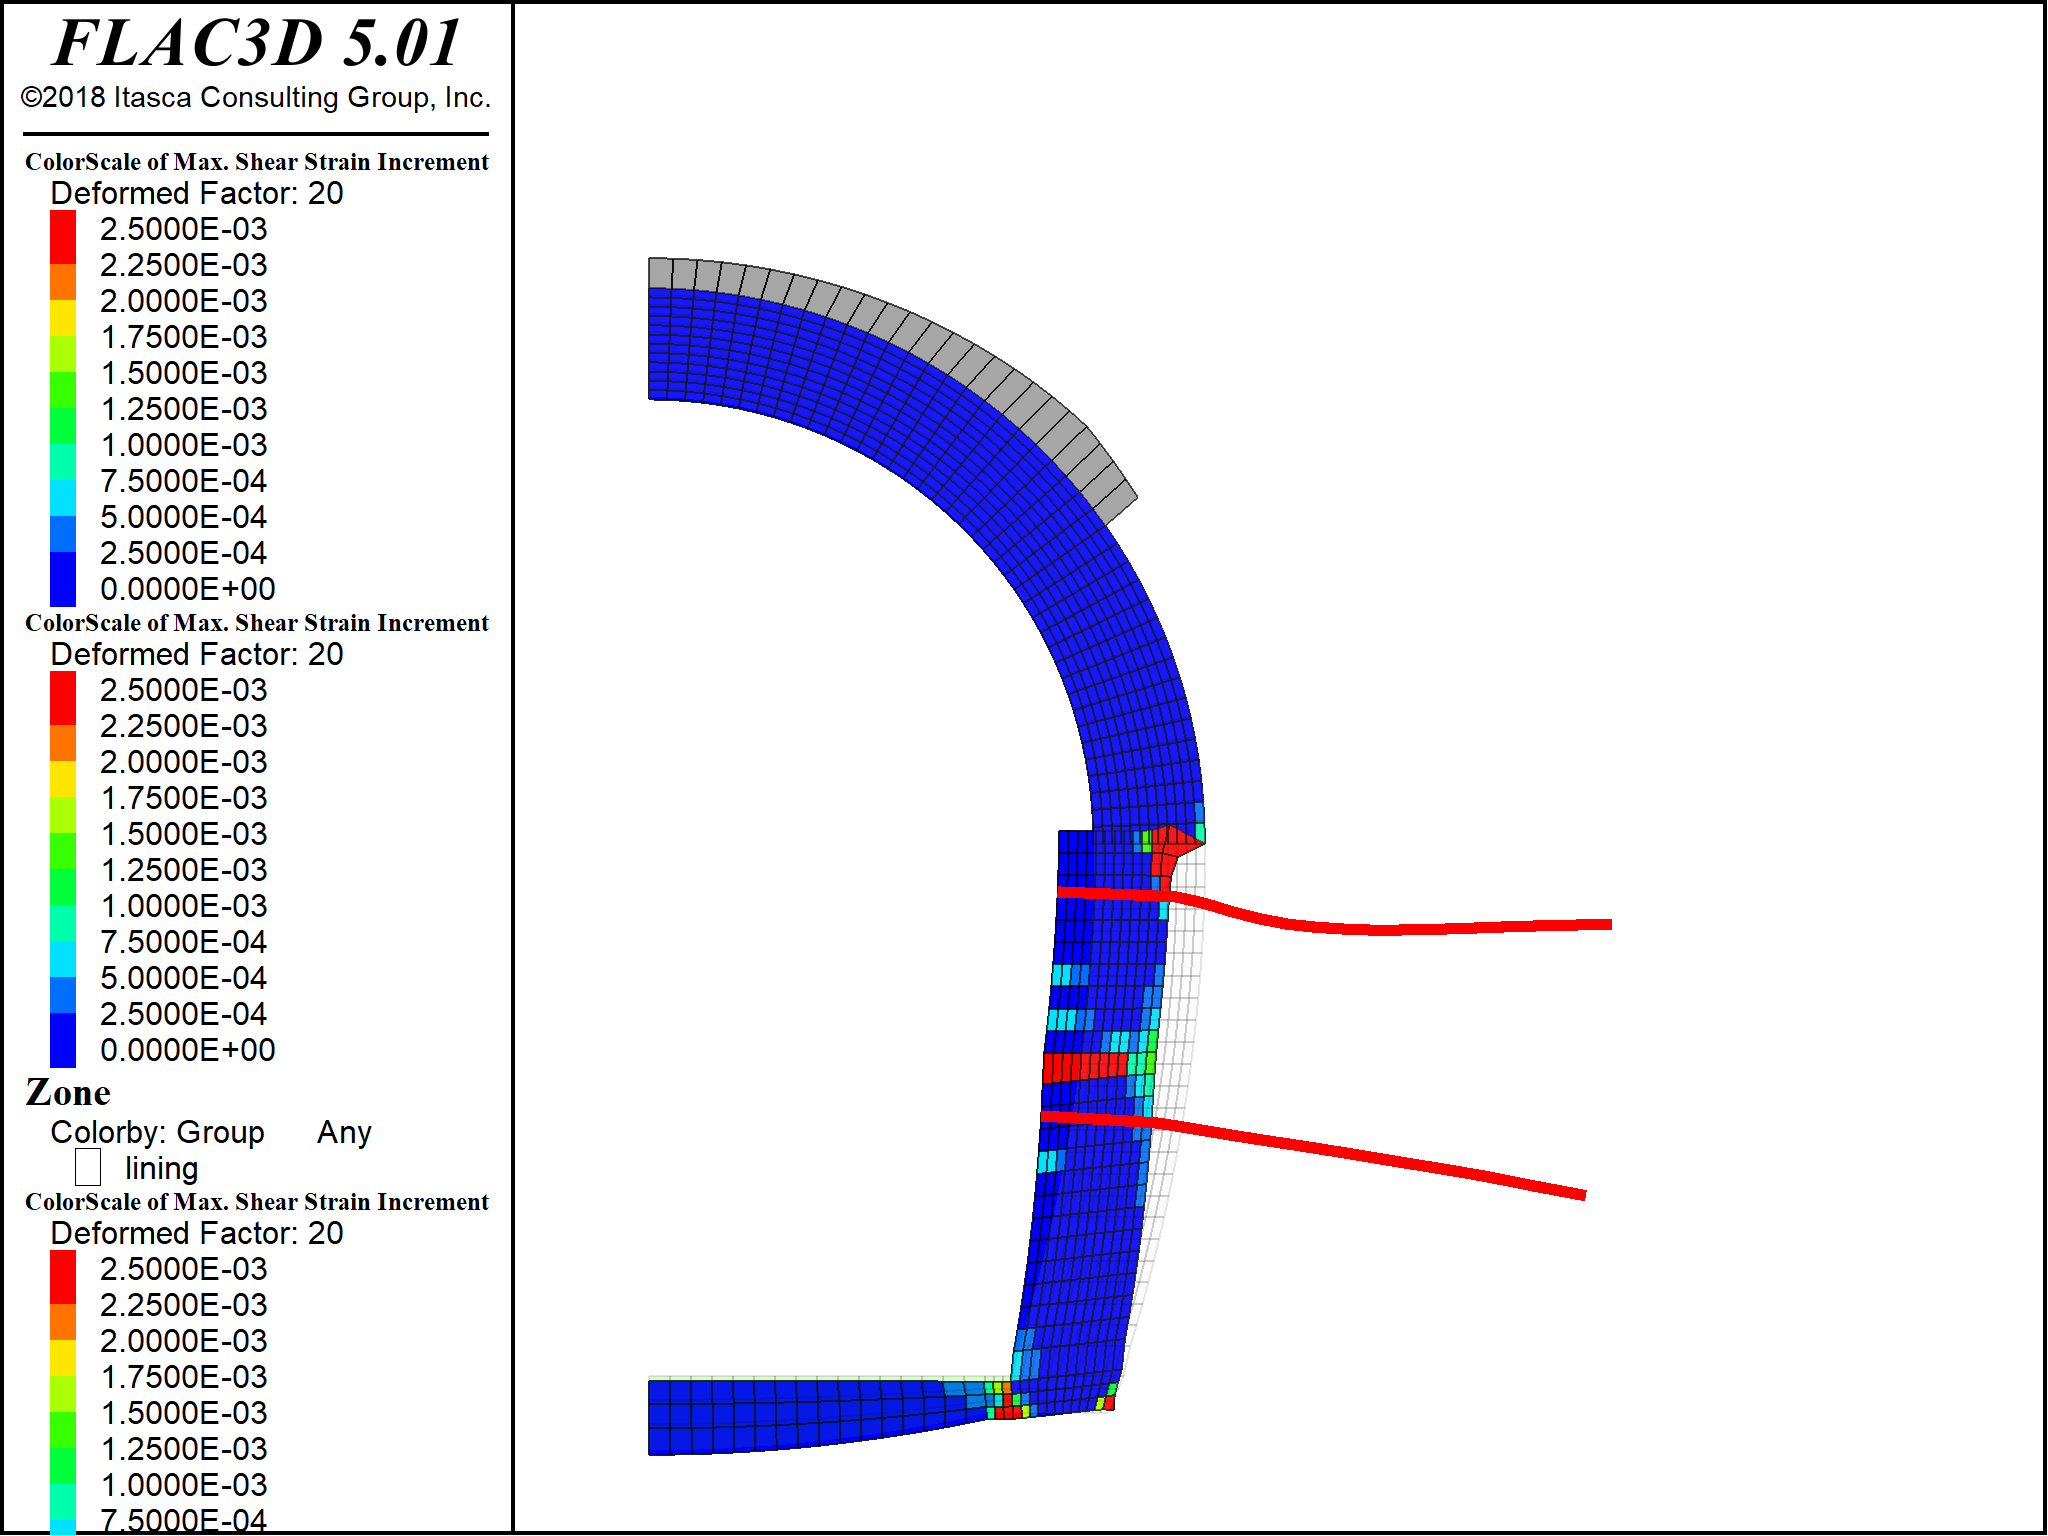 FLAC3D 5.01
©2018 Itasca Consulting Group, Inc.
ColorScale of Max. Shear Strain Increment
Deformed Factor: 20
2.5000E-03
2.2500E-03
2.0000E-03
1.7500E-03
1.5000E-03
1.2500E-03
1.0000E-03
7.5000E-04
5.0000E-04
2.5000E-04
0.0000E+00
ColorScale of Max. Shear Strain Increment
Deformed Factor: 20
2.5000E-03
2.2500E-03
2.0000E-03
1.7500E-03
1.5000E-03
1.2500E-03
1.0000E-03
7.5000E-04
5.0000E-04
2.5000E-04
0.0000E+00
Zone
Colorby: Group Any
lining
ColorScale of Max. Shear Strain Increment
Deformed Factor: 20
2.5000E-03
2.2500E-03
2.0000E-03
1.7500E-03
1.5000E-03
1.2500E-03
1.0000E-03
7.5000E-04